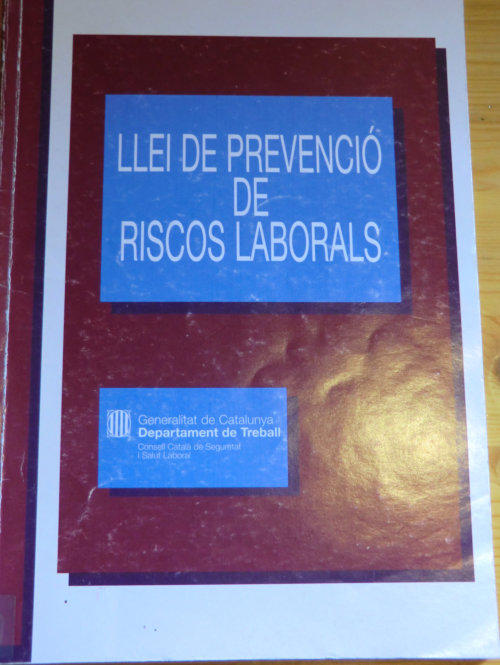 LLEI DE PREVENCIÓ
DE
RISCOS LABORALS
Generalitat de Catalunya
Departament de Treball
Consell Català de Seguretat
i Salut Laboral